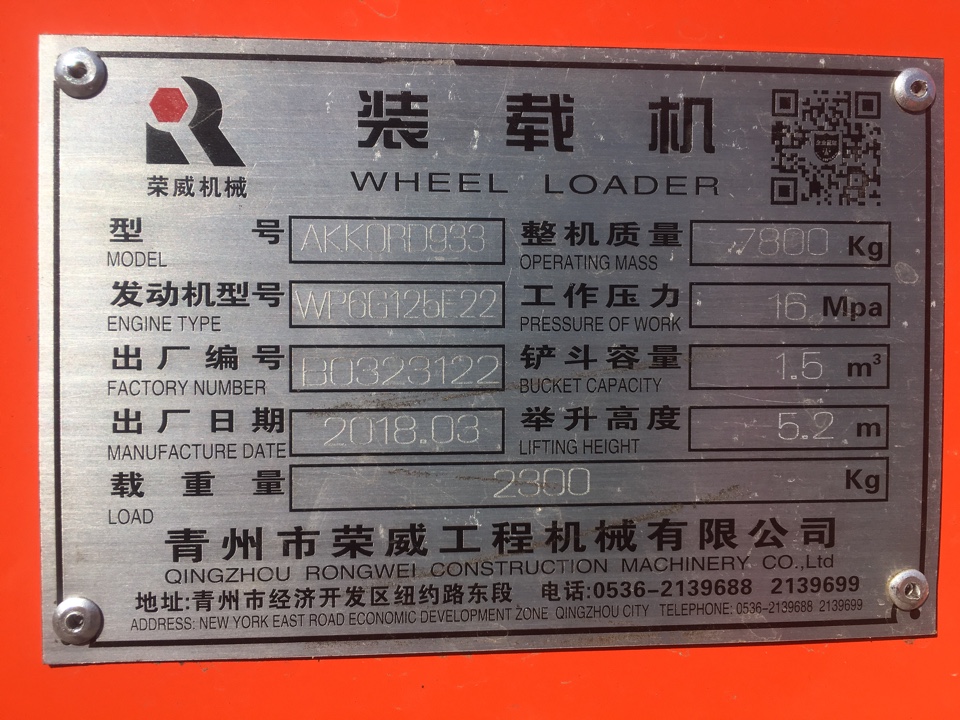 荣威机械
装载机
WHEEL LOADER
型号 AKKORD933 整机质量 7800 Kg
MODEL OPERATING MASS
发动机型号 WP6G125E22 工作压力 16 Mpa
ENGINE TYPE PRESSURE OF WORK
出厂编号 B0323122 铲斗容量 1.5 m³
FACTORY NUMBER BUCKET CAPACITY
出厂日期 2018.03 举升高度 5.2 m
MANUFACTURE DATE LIFTING HEIGHT
载重量 2300 Kg
LOAD
青州市荣威工程机械有限公司
QINGZHOU RONGWEI CONSTRUCTION MACHINERY CO.,Ltd
地址:青州市经济开发区纽约路东段 电话:0536-2139688 2139699
ADDRESS: NEW YORK EAST ROAD ECONOMIC DEVELOPMENT ZONE QINGZHOU CITY TELEPHONE: 0536-2139688 2139699